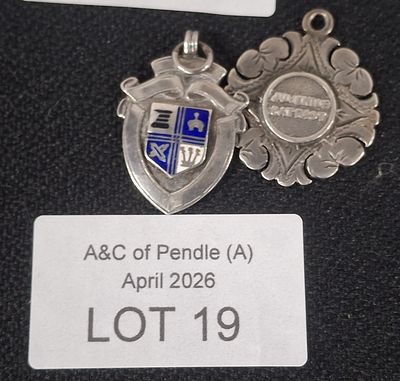 A&C of Pendle (A)
April 2026
LOT 19